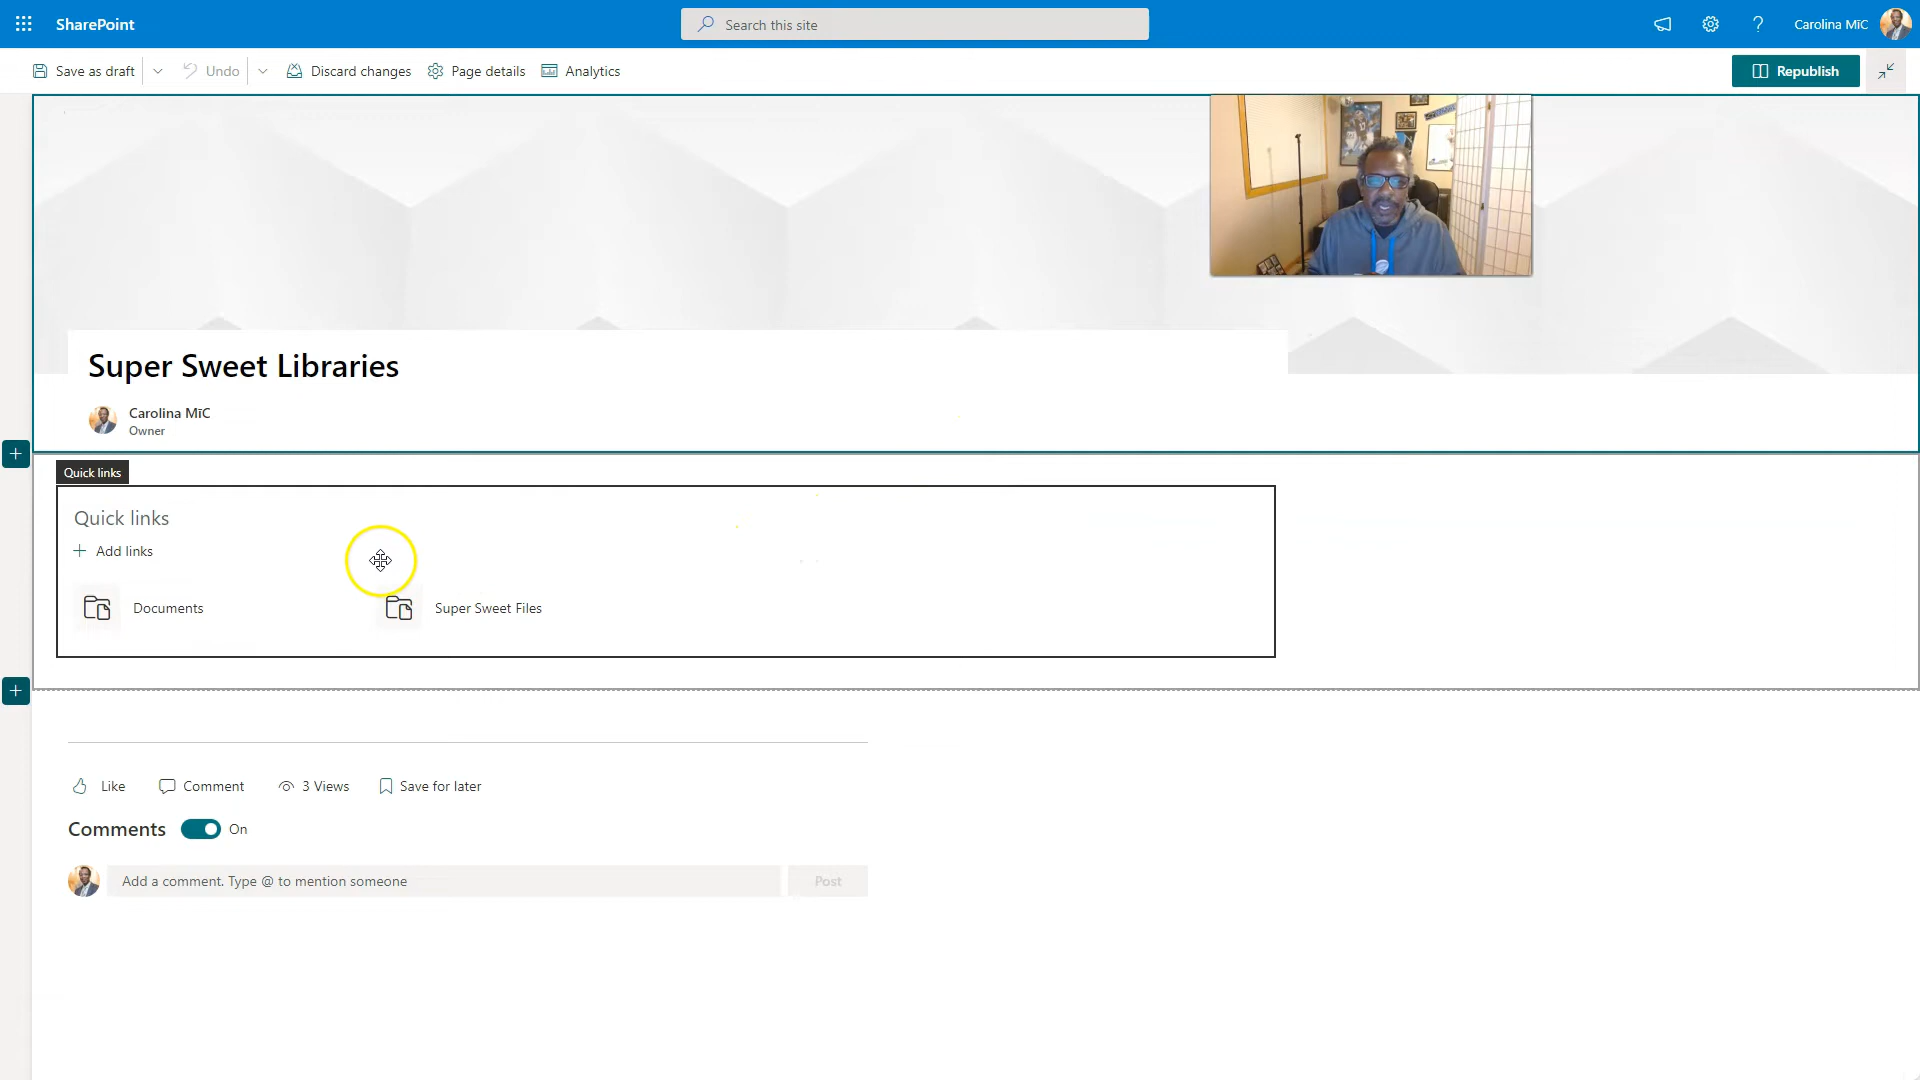 SharePoint
Search this site
Carolina MīC
Save as draft
Undo
Discard changes
Page details
Analytics
Republish
Super Sweet Libraries
Carolina MīC
Owner
Quick links
Quick links
Add links
Documents
Super Sweet Files
Like
Comment
3 Views
Save for later
Comments
On
Add a comment. Type @ to mention someone
Post